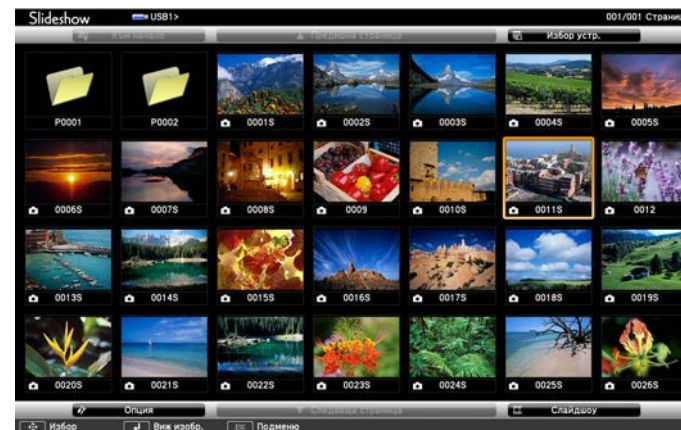 Slideshow USB1> 001/001 Страниц
Към начало Предишна страница Избор устр.
P0001 P0002 0001S 0002S 0003S 0004S 0005S
0006S 0007S 0008S 0009 0010S 0011S 0012
0013S 0014S 0015S 0016S 0017S 0018S 0019S
0020S 0021S 0022S 0023S 0024S 0025S 0026S
Опция Следваща страница Слайдшоу
Избор Виж изобр. Esc Подменю